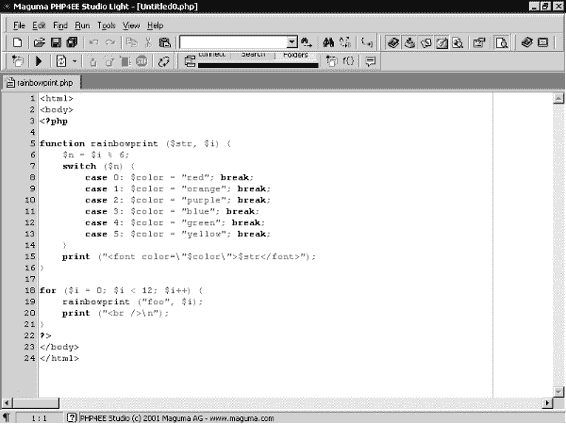 Maguma PHP4EE Studio Light - [Untitled0.php]
File Edit Find Run Tools View Help
connect Search Folders
rainbowprint.php
1 <html>
2 <body>
3 <?php
4
5 function rainbowprint ($str, $i) {
6 $n = $i % 6;
7 switch ($n) {
8 case 0: $color = "red"; break;
9 case 1: $color = "orange"; break;
10 case 2: $color = "purple"; break;
11 case 3: $color = "blue"; break;
12 case 4: $color = "green"; break;
13 case 5: $color = "yellow"; break;
14 }
15 print ("<font color=\"$color\">$str</font>");
16 }
17
18 for ($i = 0; $i < 12; $i++) {
19 rainbowprint ("foo", $i);
20 print ("<br />\n");
21 }
22 ?>
23 </body>
24 </html>
1:1 PHP4EE Studio (c) 2001 Maguma AG - www.maguma.com